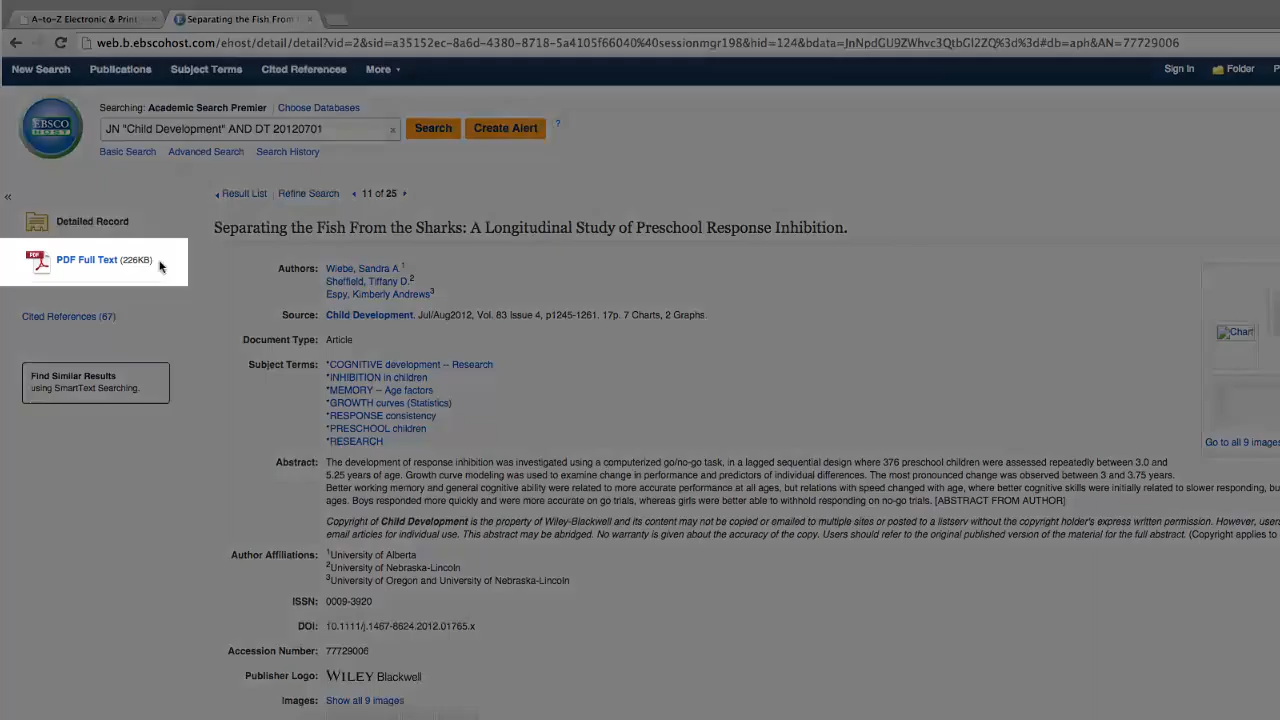 A-to-Z Electronic & Print
Separating the Fish From t
web.b.ebscohost.com/ehost/detail/detail?vid=2&sid=a35152ec-8a6d-4380-8718-5a4105f66040%40sessionmgr198&hid=124&bdata=JnNpdGU9ZWhvc3QtbGl2ZQ%3d%3d#db=aph&AN=77729006
New Search Publications Subject Terms Cited References More Sign In Folder P
Searching: Academic Search Premier Choose Databases
EBSCO HOST
JN "Child Development" AND DT 20120701 × Search Create Alert ?
Basic Search Advanced Search Search History
«
Result List Refine Search 11 of 25
Detailed Record
Separating the Fish From the Sharks: A Longitudinal Study of Preschool Response Inhibition.
PDF
PDF Full Text (226KB)
Cited References (67)
Find Similar Results
using SmartText Searching.
Authors: Wiebe, Sandra A.1
Sheffield, Tiffany D.2
Espy, Kimberly Andrews3
Source: Child Development. Jul/Aug2012, Vol. 83 Issue 4, p1245-1261. 17p. 7 Charts, 2 Graphs.
Document Type: Article
Subject Terms: *COGNITIVE development -- Research
*INHIBITION in children
*MEMORY -- Age factors
*GROWTH curves (Statistics)
*RESPONSE consistency
*PRESCHOOL children
*RESEARCH
Chart
Go to all 9 images
Abstract: The development of response inhibition was investigated using a computerized go/no-go task, in a lagged sequential design where 376 preschool children were assessed repeatedly between 3.0 and
5.25 years of age. Growth curve modeling was used to examine change in performance and predictors of individual differences. The most pronounced change was observed between 3 and 3.75 years.
Better working memory and general cognitive ability were related to more accurate performance at all ages, but relations with speed changed with age, where better cognitive skills were initially related to slower responding, bu
ages. Boys responded more quickly and were more accurate on go trials, whereas girls were better able to withhold responding on no-go trials. [ABSTRACT FROM AUTHOR]
Copyright of Child Development is the property of Wiley-Blackwell and its content may not be copied or emailed to multiple sites or posted to a listserv without the copyright holder's express written permission. However, users
email articles for individual use. This abstract may be abridged. No warranty is given about the accuracy of the copy. Users should refer to the original published version of the material for the full abstract. (Copyright applies to
Author Affiliations: 1University of Alberta
2University of Nebraska-Lincoln
3University of Oregon and University of Nebraska-Lincoln
ISSN: 0009-3920
DOI: 10.1111/j.1467-8624.2012.01765.x
Accession Number: 77729006
Publisher Logo: WILEY Blackwell
Images: Show all 9 images